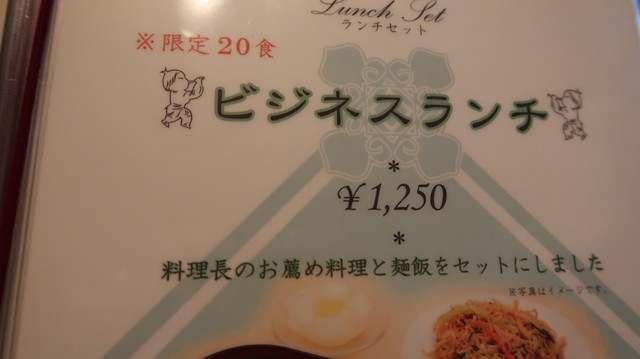 Lunch Set
ランチセット
※限定20食
ビジネスランチ
*
¥1,250
*
料理長のお薦め料理と麺飯をセットにしました
※写真はイメージです。